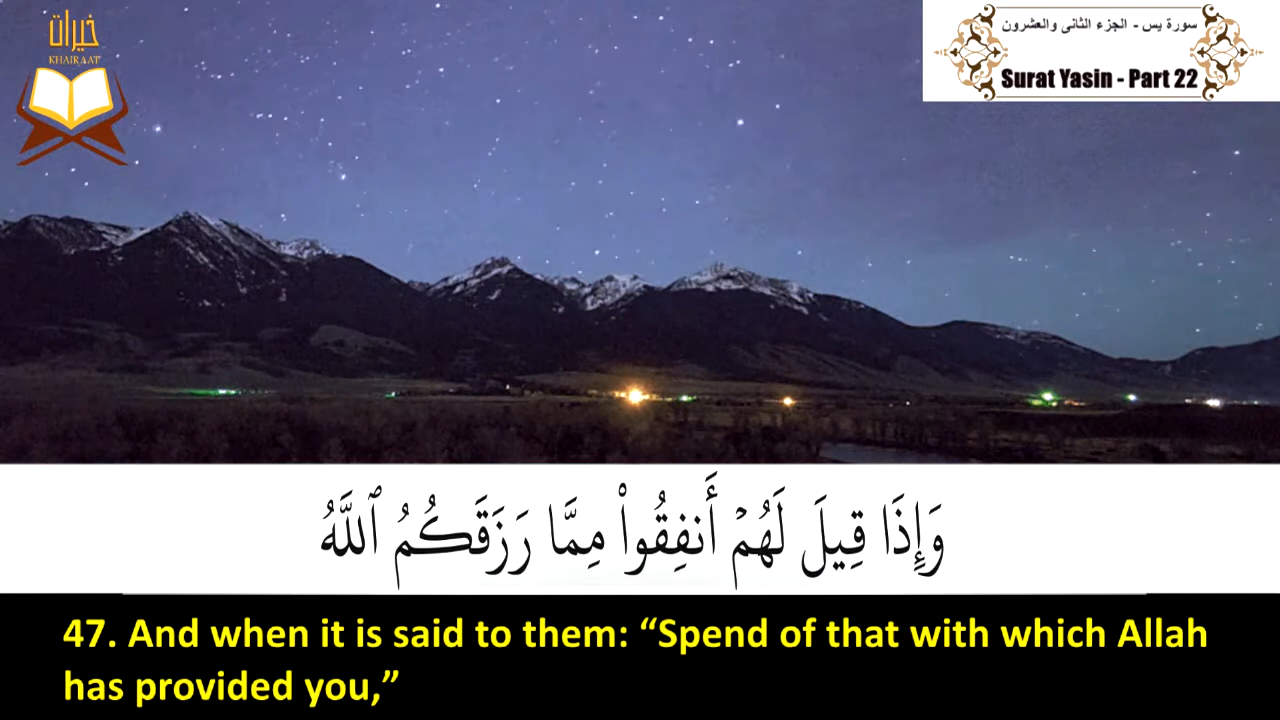 خيرات
KHAIRAAT
سورة يس - الجزء الثانى والعشرون
Surat Yasin - Part 22
وَإِذَا قِيلَ لَهُمْ أَنفِقُوا۟ مِمَّا رَزَقَكُمُ ٱللَّهُ
47. And when it is said to them: “Spend of that with which Allah
has provided you,”